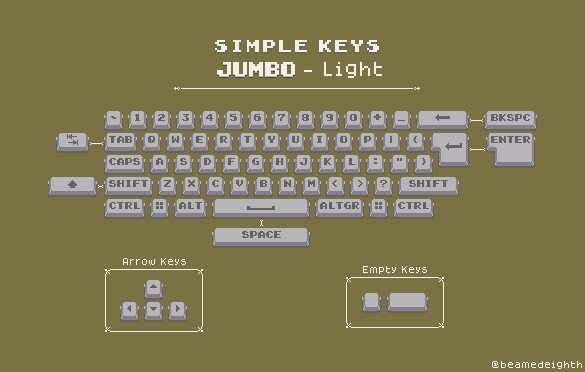 SIMPLE KEYS
JUMBO - Light
~ 1 2 3 4 5 6 7 8 9 0 + _ ← BKSPC
TAB Q W E R T Y U I O P | ( ENTER
CAPS A S D F G H J K L : " )
SHIFT Z X C V B N M < > ? SHIFT
CTRL ALT ALTGR CTRL
SPACE
Arrow Keys
Empty Keys
@beamedeighth